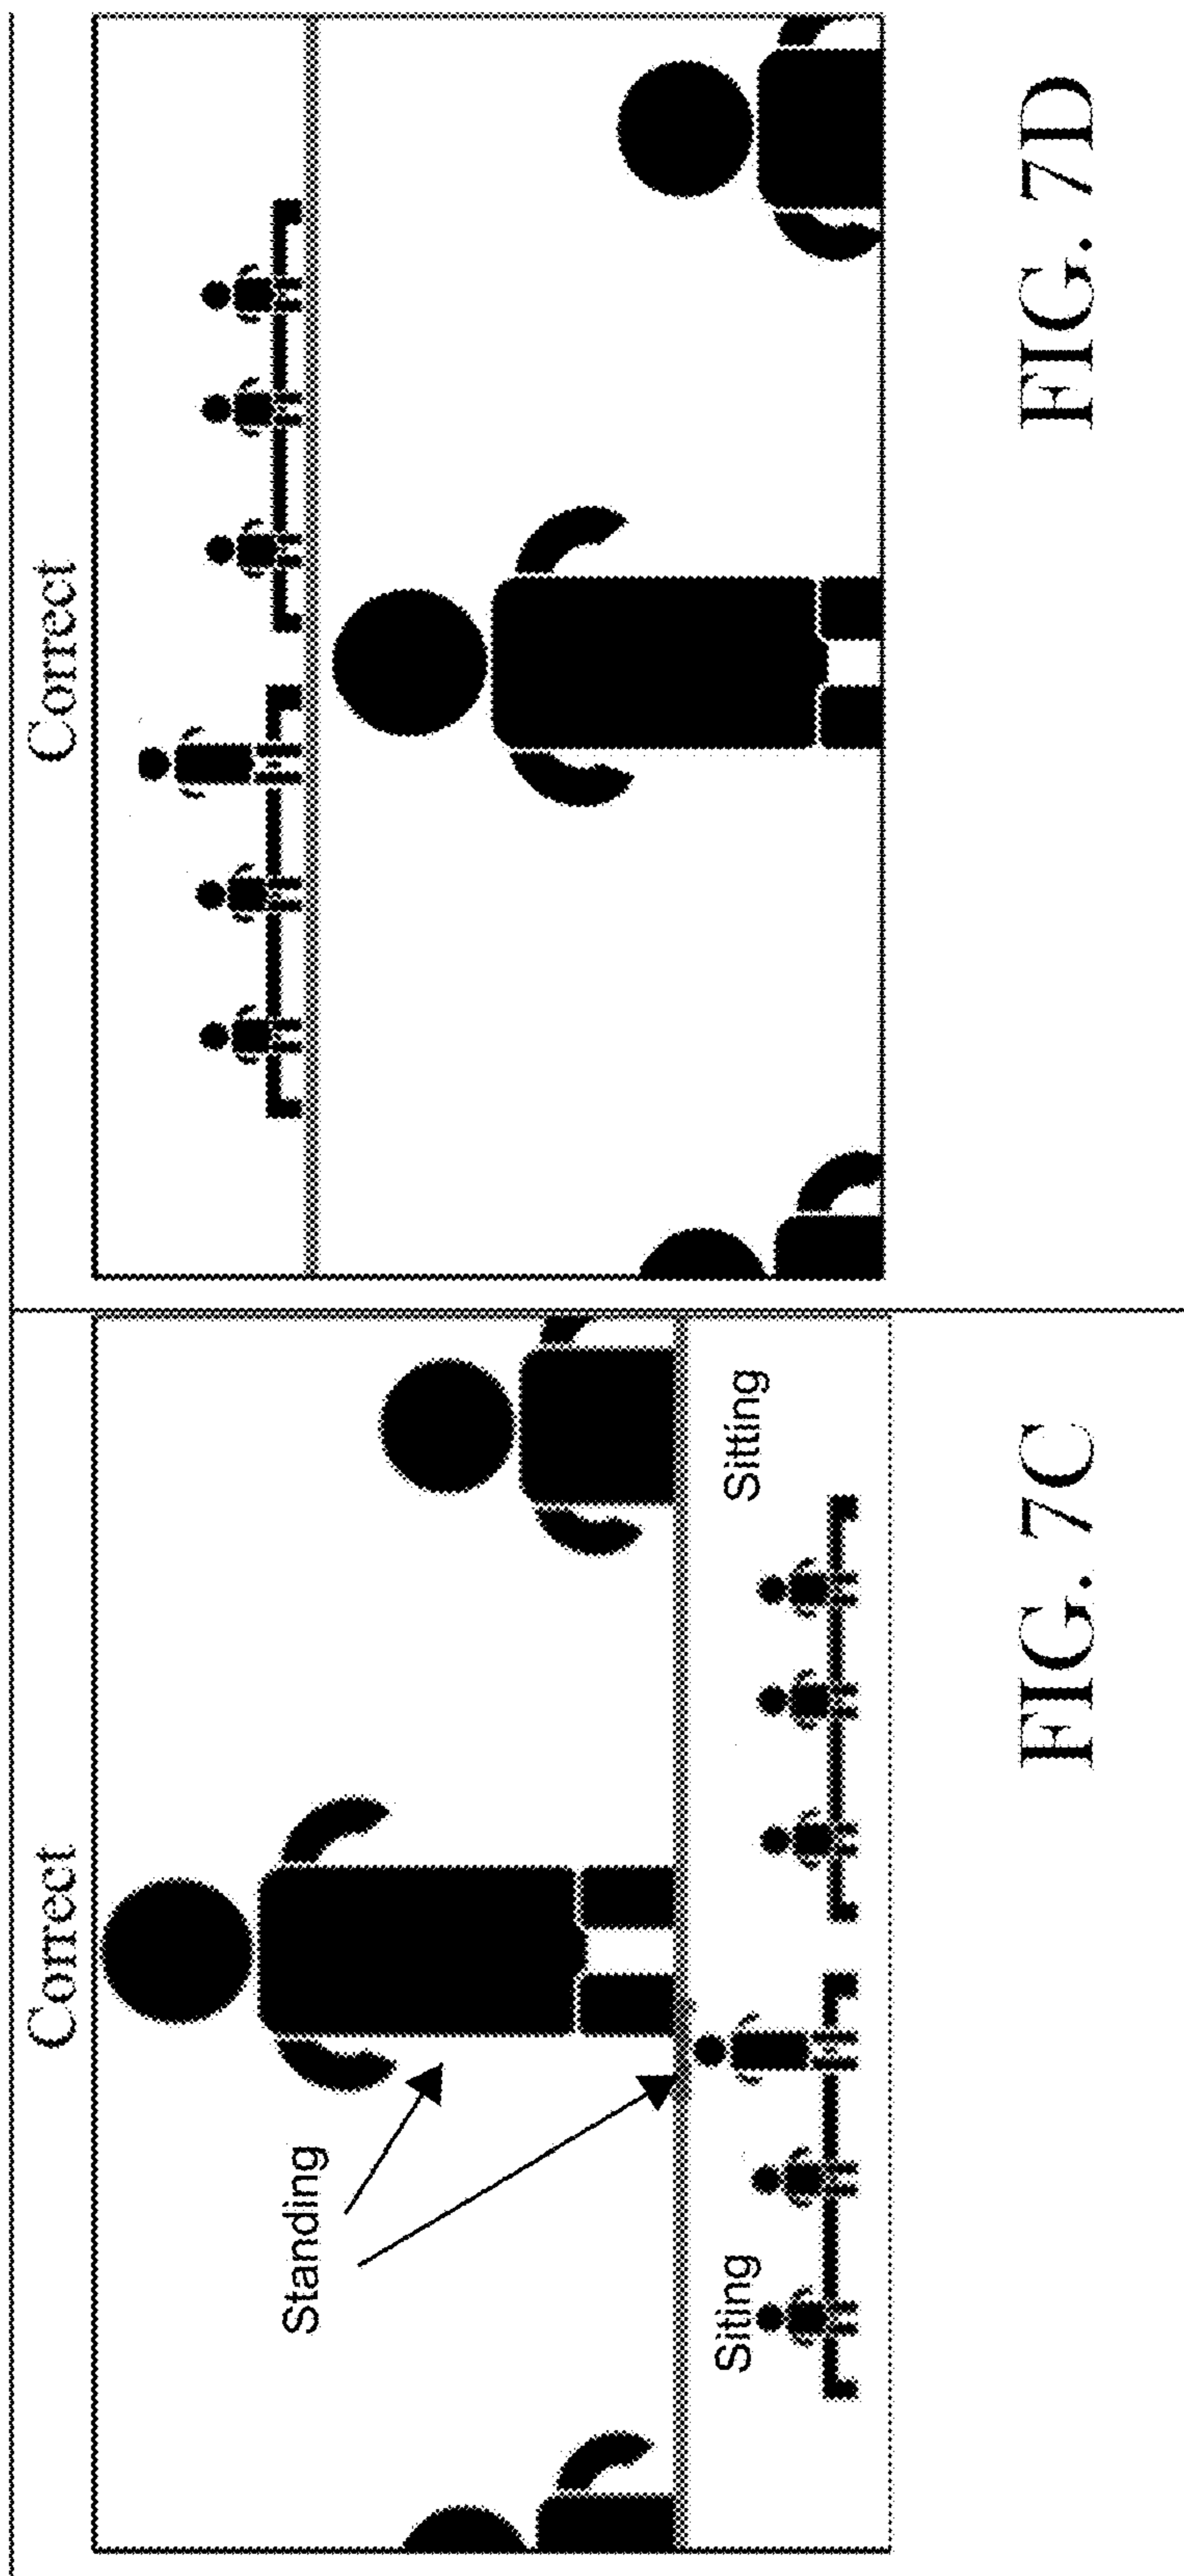 Correct
Standing
Siting
Sitting
FIG. 7C
Correct
FIG. 7D